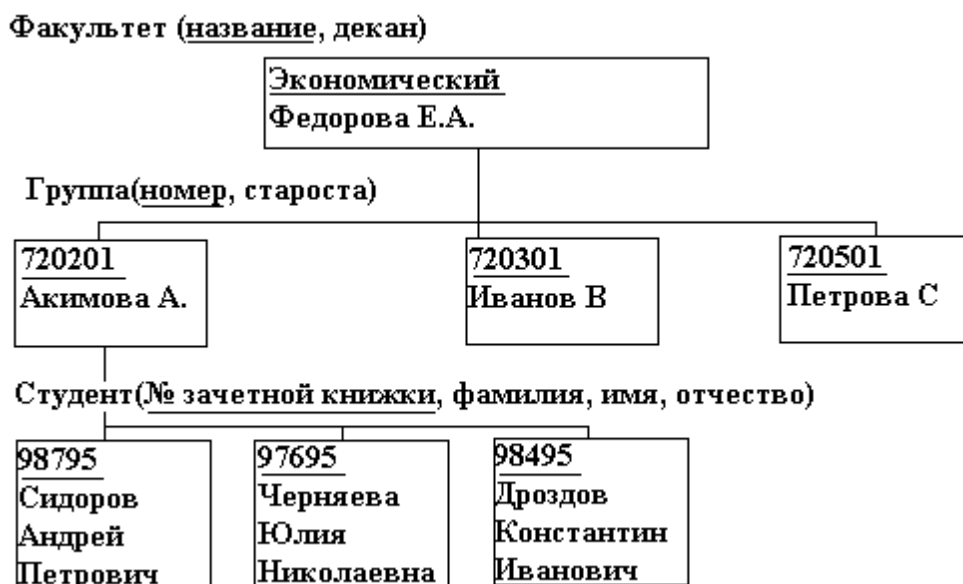 Факультет (название, декан)
Экономический
Федорова Е.А.
Группа(номер, староста)
720201
Акимова А.
720301
Иванов В
720501
Петрова С
Студент(№ зачетной книжки, фамилия, имя, отчество)
98795
Сидоров
Андрей
Петрович
97695
Черняева
Юлия
Николаевна
98495
Дроздов
Константин
Иванович